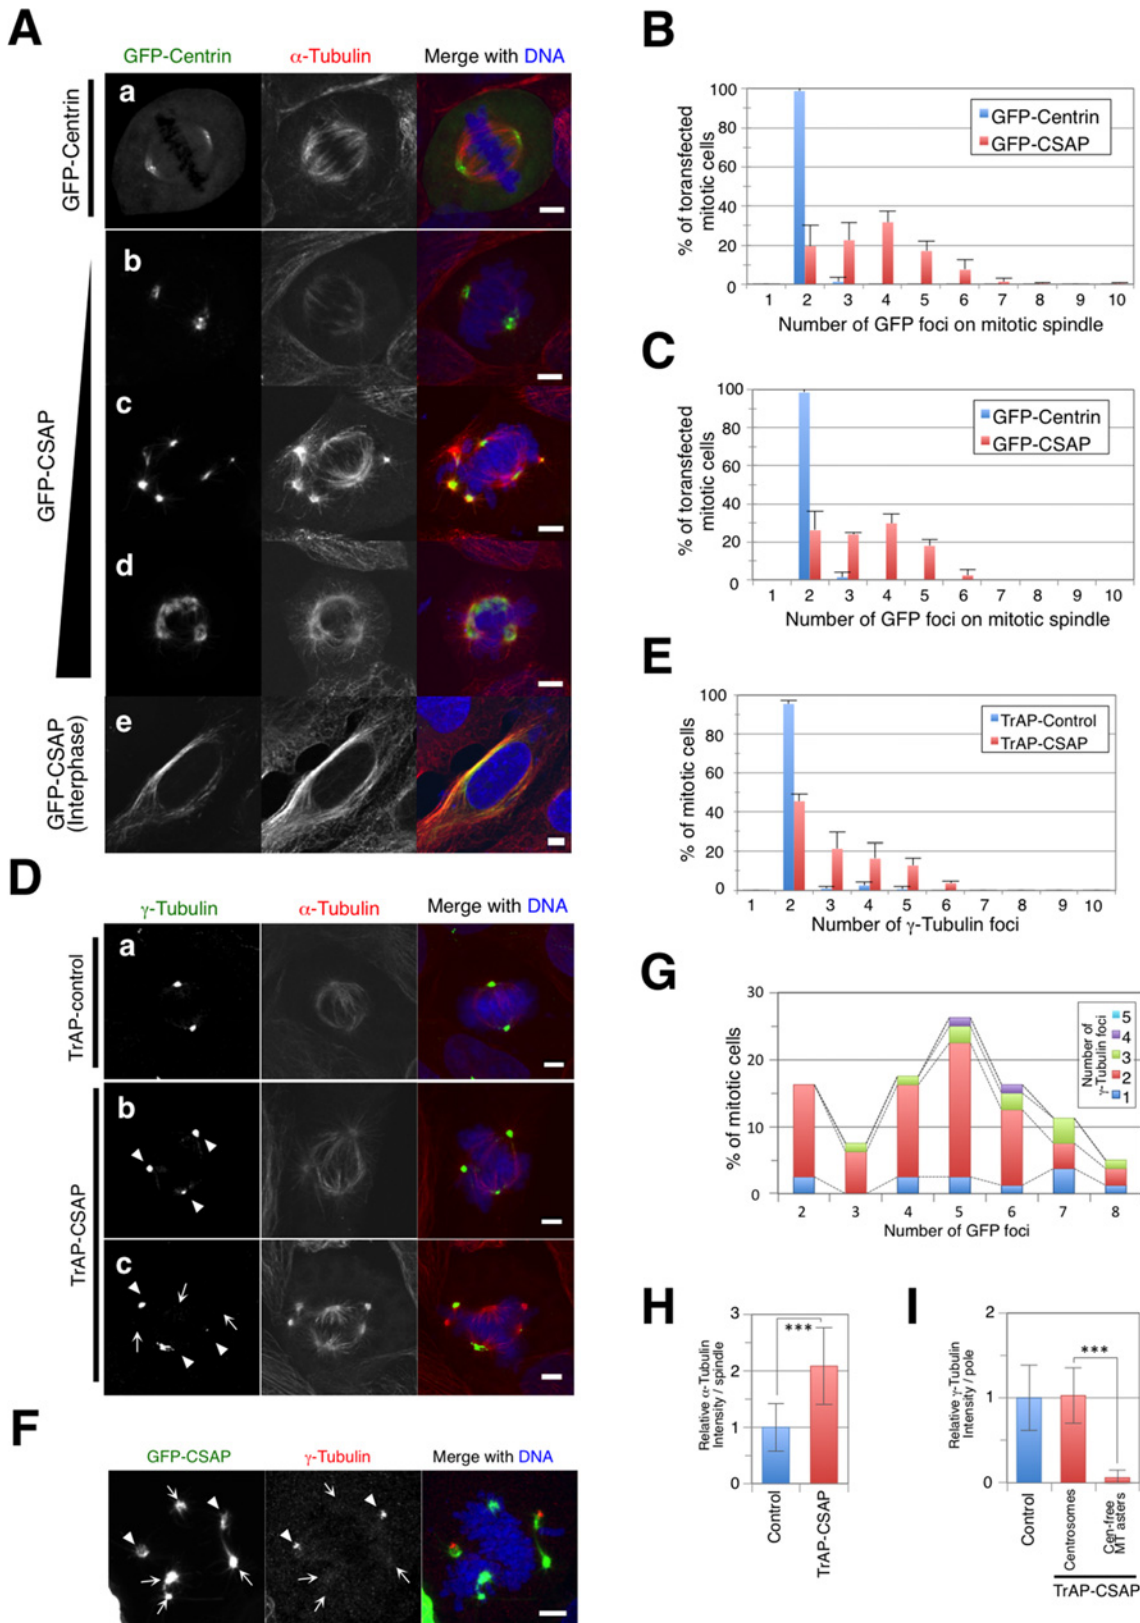 A
GFP-Centrin
α-Tubulin
Merge with DNA
GFP-Centrin
a
GFP-CSAP
b
c
d
GFP-CSAP
(Interphase)
e
B
% of toransfected
mitotic cells
100
80
60
40
20
0
GFP-Centrin
GFP-CSAP
1 2 3 4 5 6 7 8 9 10
Number of GFP foci on mitotic spindle
C
% of toransfected
mitotic cells
100
80
60
40
20
0
GFP-Centrin
GFP-CSAP
1 2 3 4 5 6 7 8 9 10
Number of GFP foci on mitotic spindle
D
γ-Tubulin
α-Tubulin
Merge with DNA
TrAP-control
a
TrAP-CSAP
b
c
E
% of mitotic cells
100
80
60
40
20
0
TrAP-Control
TrAP-CSAP
1 2 3 4 5 6 7 8 9 10
Number of γ-Tubulin foci
F
GFP-CSAP
γ-Tubulin
Merge with DNA
G
% of mitotic cells
30
20
10
0
Number of
γ-Tubulin foci
5
4
3
2
1
2 3 4 5 6 7 8
Number of GFP foci
H
Relative α-Tubulin
Intensity / spindle
3
2
1
0
***
Control
TrAP-CSAP
I
Relative γ-Tubulin
Intensity / pole
2
1
0
***
Control
Centrosomes
Cen-free
MT asters
TrAP-CSAP